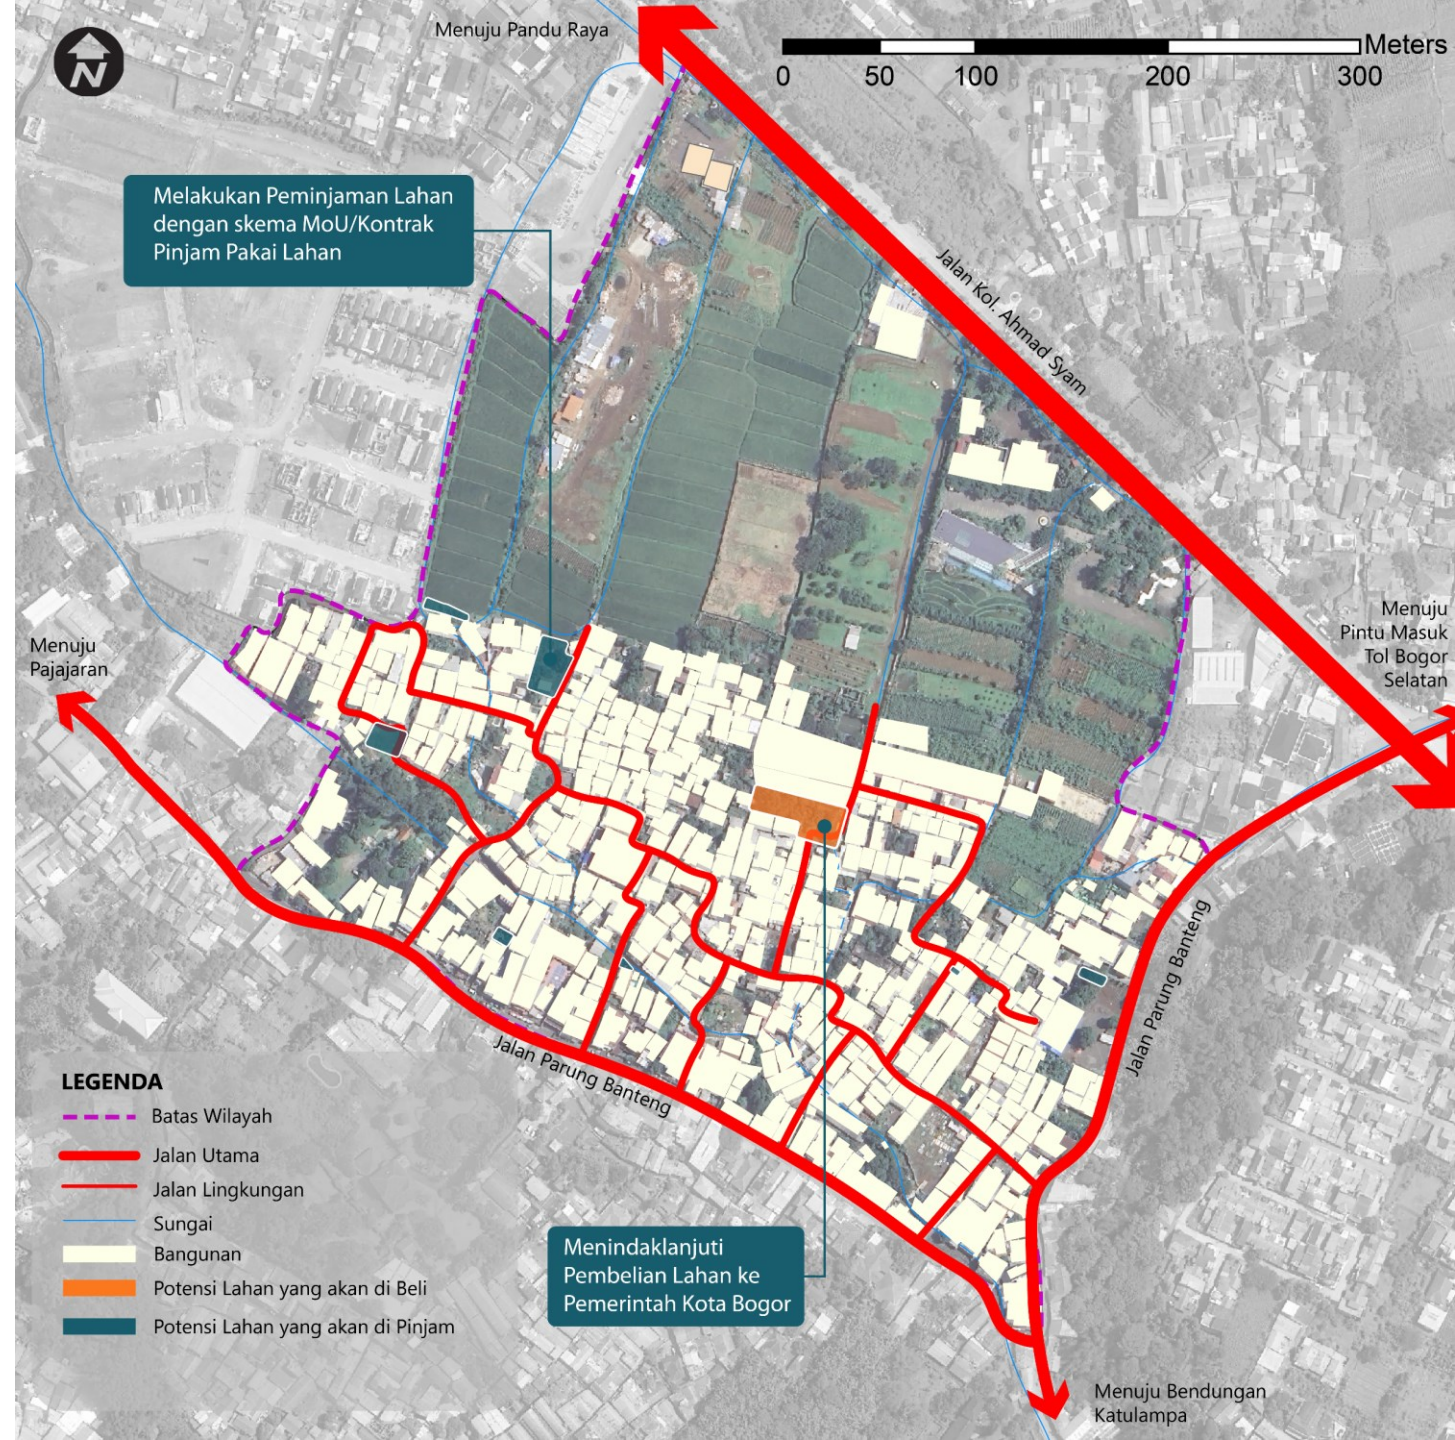 Menuju Pandu Raya
Meters
0 50 100 200 300
N
Melakukan Peminjaman Lahan
dengan skema MoU/Kontrak
Pinjam Pakai Lahan
Jalan Kol. Ahmad Syam
Menuju
Pajajaran
Menuju
Pintu Masuk
Tol Bogor
Selatan
Jalan Parung Banteng
Jalan Parung Banteng
LEGENDA
Batas Wilayah
Jalan Utama
Jalan Lingkungan
Sungai
Bangunan
Potensi Lahan yang akan di Beli
Potensi Lahan yang akan di Pinjam
Menindaklanjuti
Pembelian Lahan ke
Pemerintah Kota Bogor
Menuju Bendungan
Katulampa